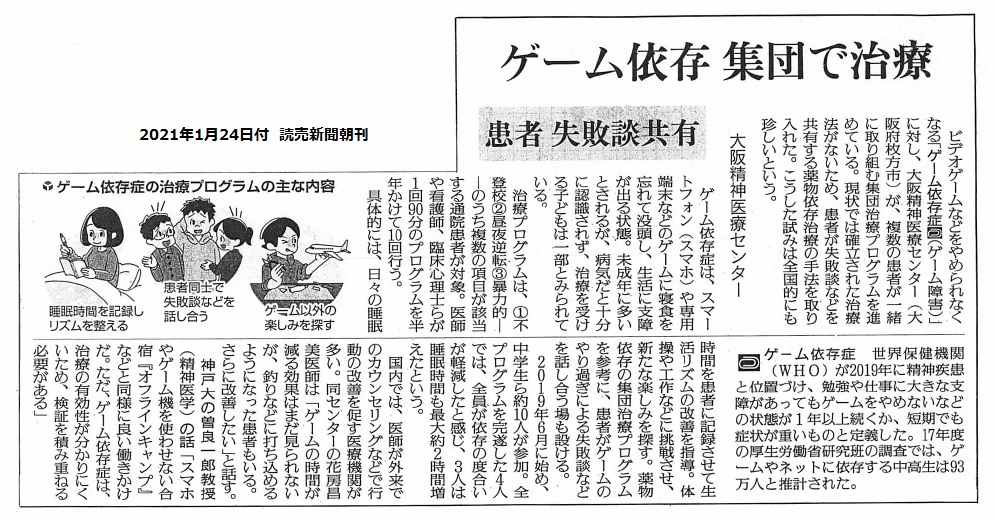 ゲーム依存 集団で治療
患者 失敗談共有
大阪精神医療センター
2021年1月24日付 読売新聞朝刊
ビデオゲームなどをやめられなく
なる「ゲーム依存症(ゲーム障害)」
に対し、大阪精神医療センター（大
阪府枚方市）が、複数の患者が一緒
に取り組む集団治療プログラムを進
めている。現状では確立された治療
法がないため、患者が失敗談などを
共有する薬物依存治療の手法を取り
入れた。こうした試みは全国的にも
珍しいという。
ゲーム依存症は、スマー
トフォン（スマホ）や専用
端末などのゲームに寝食を
忘れて没頭し、生活に支障
が出る状態。未成年に多い
とされるが、病気だと十分
に認識されず、治療を受け
る子どもは一部とみられて
いる。
治療プログラムは、①不
登校②昼夜逆転③暴力的―
―のうち複数の項目が該当
する通院患者が対象。医師
や看護師、臨床心理士らが
1回90分のプログラムを半
年かけて10回行う。
具体的には、日々の睡眠
時間を患者に記録させて生
活リズムの改善を指導。体
操や工作などに挑戦させ、
新たな楽しみを探す。薬物
依存の集団治療プログラム
を参考に、患者がゲームの
やり過ぎによる失敗談など
を話し合う場も設ける。
2019年6月に始め、
中学生ら約10人が参加。全
プログラムを完遂した4人
では、全員が依存の度合い
が軽減したと感じ、3人は
睡眠時間も最大約2時間増
えたという。
国内では、医師が外来で
のカウンセリングなどで行
動の改善を促す医療機関が
多い。同センターの花房昌
美医師は「ゲームの時間が
減る効果はまだ見られない
が、釣りなどに打ち込める
ようになった患者もいる。
さらに改善したい」と話す。
神戸大の曽良一郎教授
（精神医学）の話「スマホ
やゲーム機を使わせない合
宿『オフラインキャンプ』
などと同様に良い働きかけ
だ。ただ、ゲーム依存症は、
治療の有効性が分かりにく
いため、検証を積み重ねる
必要がある」
ゲーム依存症の治療プログラムの主な内容
睡眠時間を記録し
リズムを整える
患者同士で
失敗談などを
話し合う
ゲーム以外の
楽しみを探す
ゲーム依存症 世界保健機関
（WHO）が2019年に精神疾患
と位置づけ、勉強や仕事に大きな支
障があってもゲームをやめないなど
の状態が1年以上続くか、短期でも
症状が重いものと定義した。17年度
の厚生労働省研究班の調査では、ゲ
ームやネットに依存する中高生は93
万人と推計された。